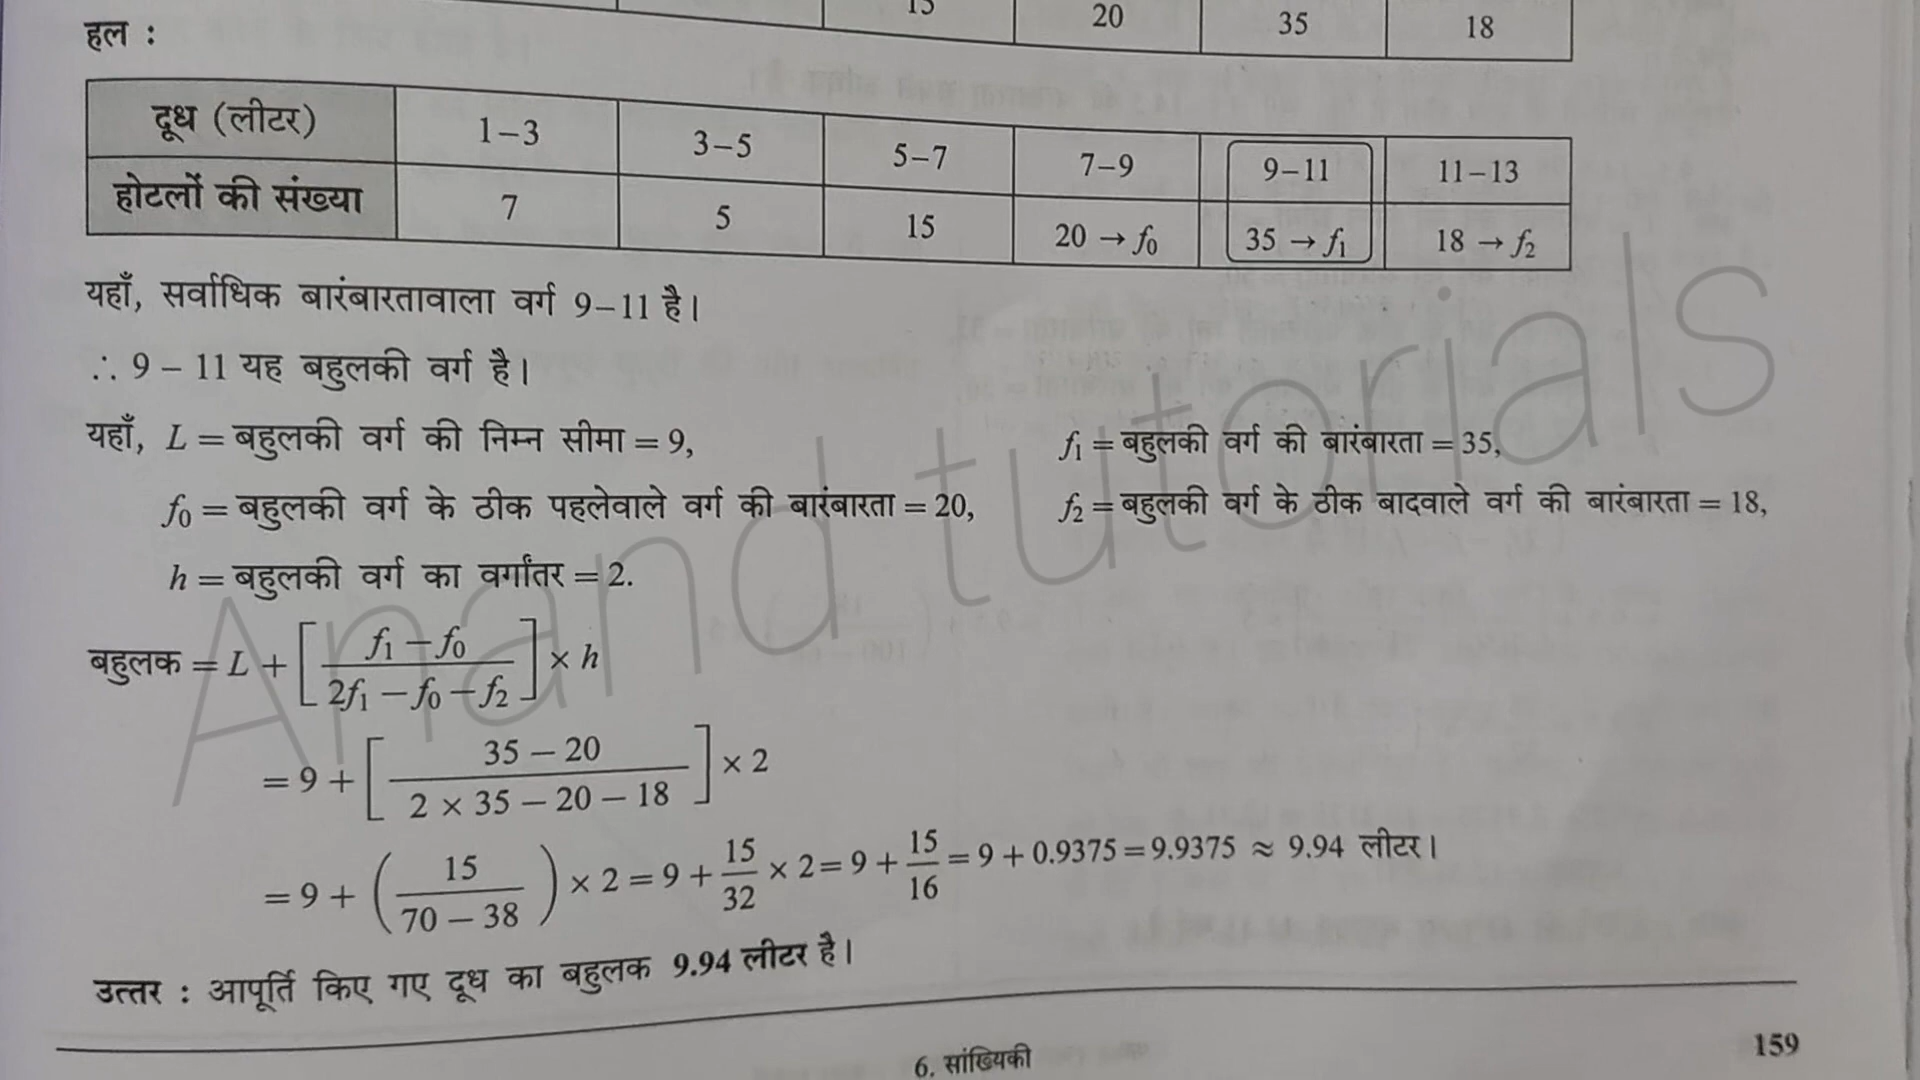 15 20 35 18
हल :
दूध (लीटर) 1–3 3–5 5–7 7–9 9–11 11–13
होटलों की संख्या 7 5 15 20 → f₀ 35 → f₁ 18 → f₂
यहाँ, सर्वाधिक बारंबारतावाला वर्ग 9–11 है।
∴ 9 – 11 यह बहुलकी वर्ग है।
यहाँ, L = बहुलकी वर्ग की निम्न सीमा = 9, f₁ = बहुलकी वर्ग की बारंबारता = 35,
f₀ = बहुलकी वर्ग के ठीक पहलेवाले वर्ग की बारंबारता = 20, f₂ = बहुलकी वर्ग के ठीक बादवाले वर्ग की बारंबारता = 18,
h = बहुलकी वर्ग का वर्गांतर = 2.
बहुलक = L + [ (f₁ – f₀) / (2f₁ – f₀ – f₂) ] × h
= 9 + [ (35 – 20) / (2 × 35 – 20 – 18) ] × 2
= 9 + ( 15 / (70 – 38) ) × 2 = 9 + 15/32 × 2 = 9 + 15/16 = 9 + 0.9375 = 9.9375 ≈ 9.94 लीटर।
उत्तर : आपूर्ति किए गए दूध का बहुलक 9.94 लीटर है।
6. सांख्यिकी 159
Anand tutorials